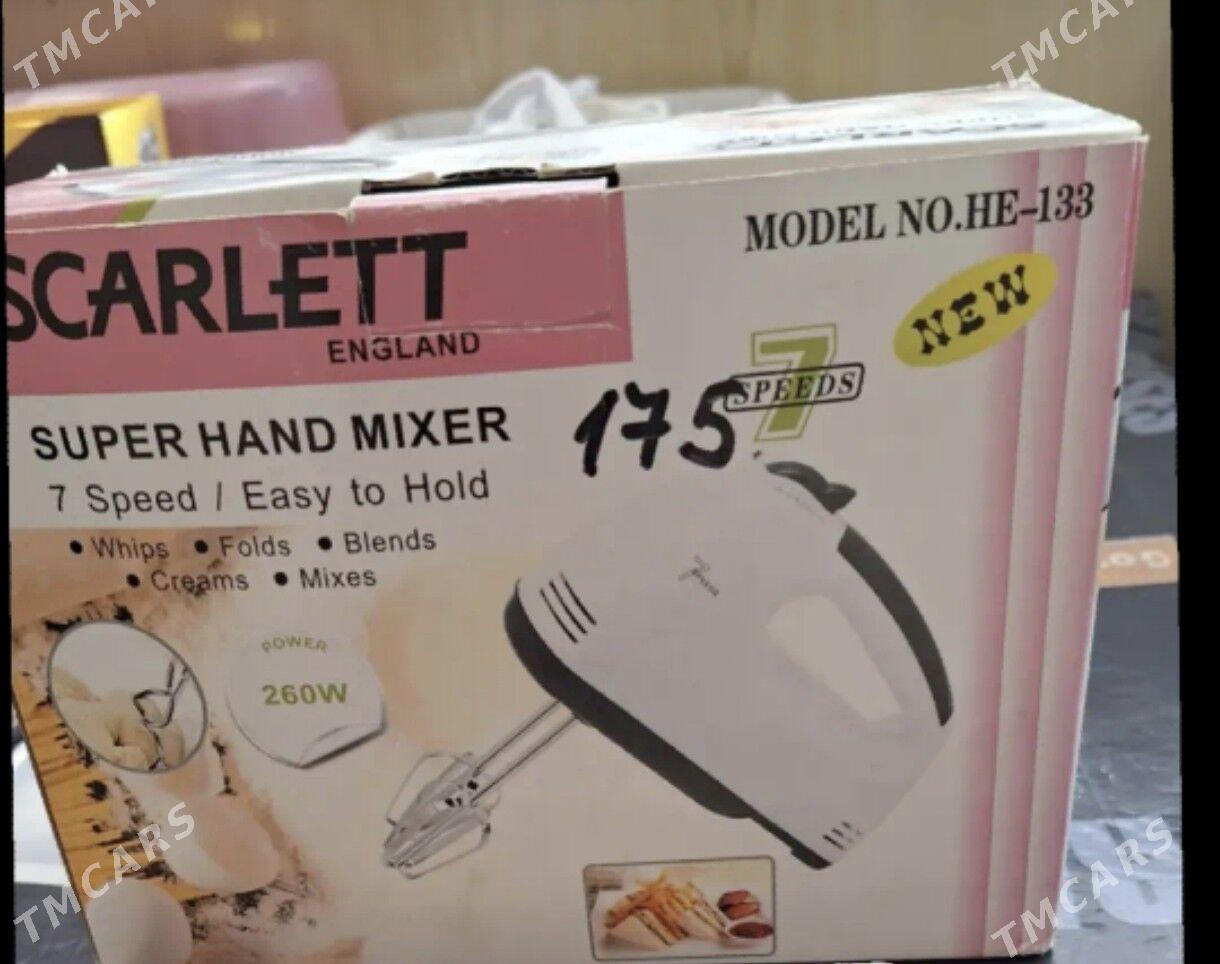 TMCARS
TMCARS
MODEL NO.HE-133
SCARLETT
ENGLAND
NEW
7
SPEEDS
175
SUPER HAND MIXER
7 Speed / Easy to Hold
• Whips • Folds • Blends
• Creams • Mixes
POWER
260W
TMCARS
TMCARS